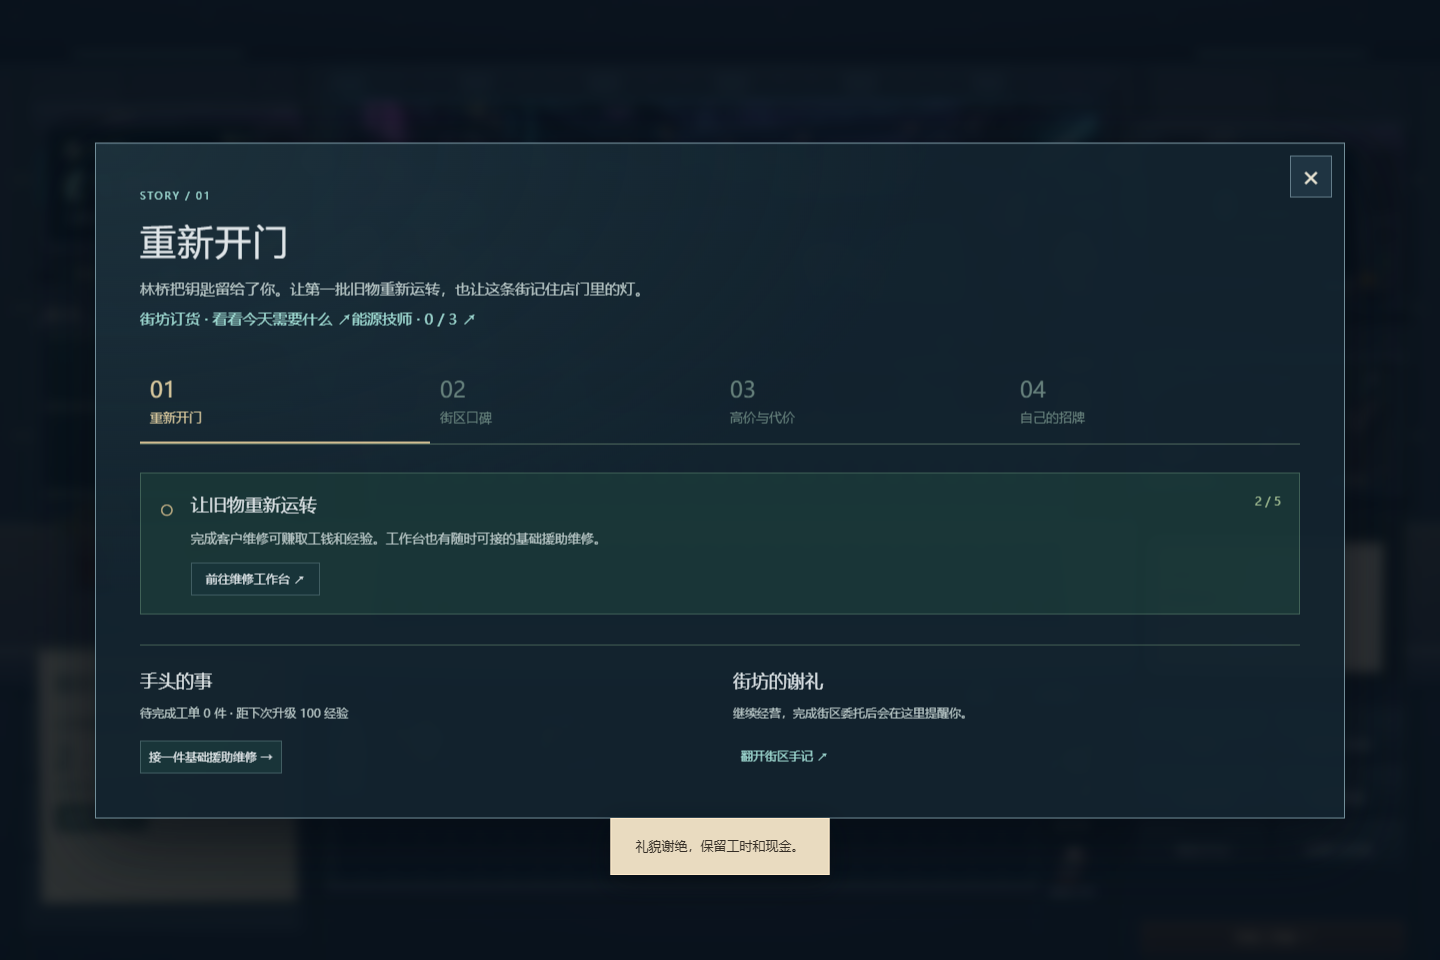 STORY / 01
重新开门
林桥把钥匙留给了你。让第一批旧物重新运转，也让这条街记住店门里的灯。
街坊订货 · 看看今天需要什么 ↗能源技师 · 0 / 3 ↗
01
重新开门
02
街区口碑
03
高价与代价
04
自己的招牌
让旧物重新运转
2 / 5
完成客户维修可赚取工钱和经验。工作台也有随时可接的基础援助维修。
前往维修工作台 ↗
手头的事
待完成工单 0 件 · 距下次升级 100 经验
接一件基础援助维修 →
街坊的谢礼
继续经营，完成街区委托后会在这里提醒你。
翻开街区手记 ↗
礼貌谢绝，保留工时和现金。